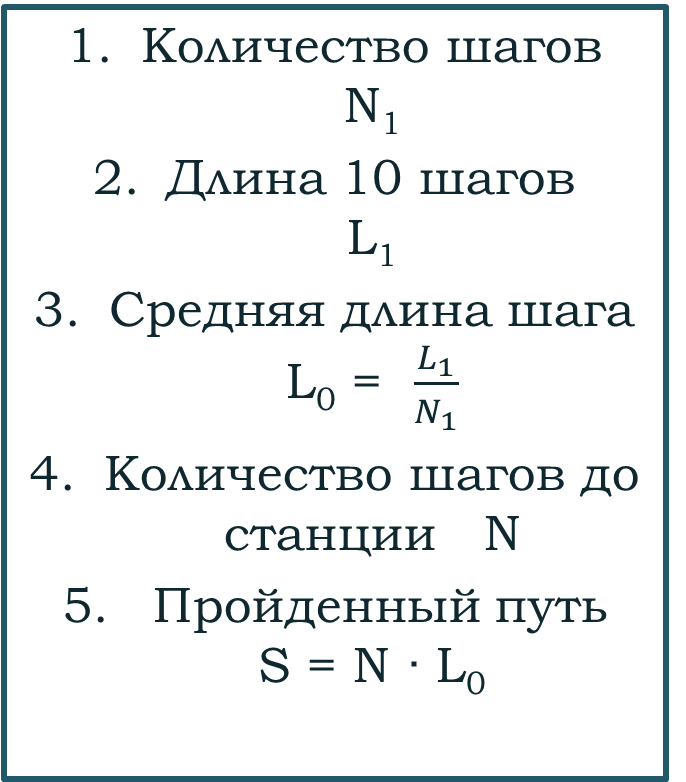 1. Количество шагов
N₁
2. Длина 10 шагов
L₁
3. Средняя длина шага
L₀ = L₁/N₁
4. Количество шагов до
станции N
5. Пройденный путь
S = N · L₀